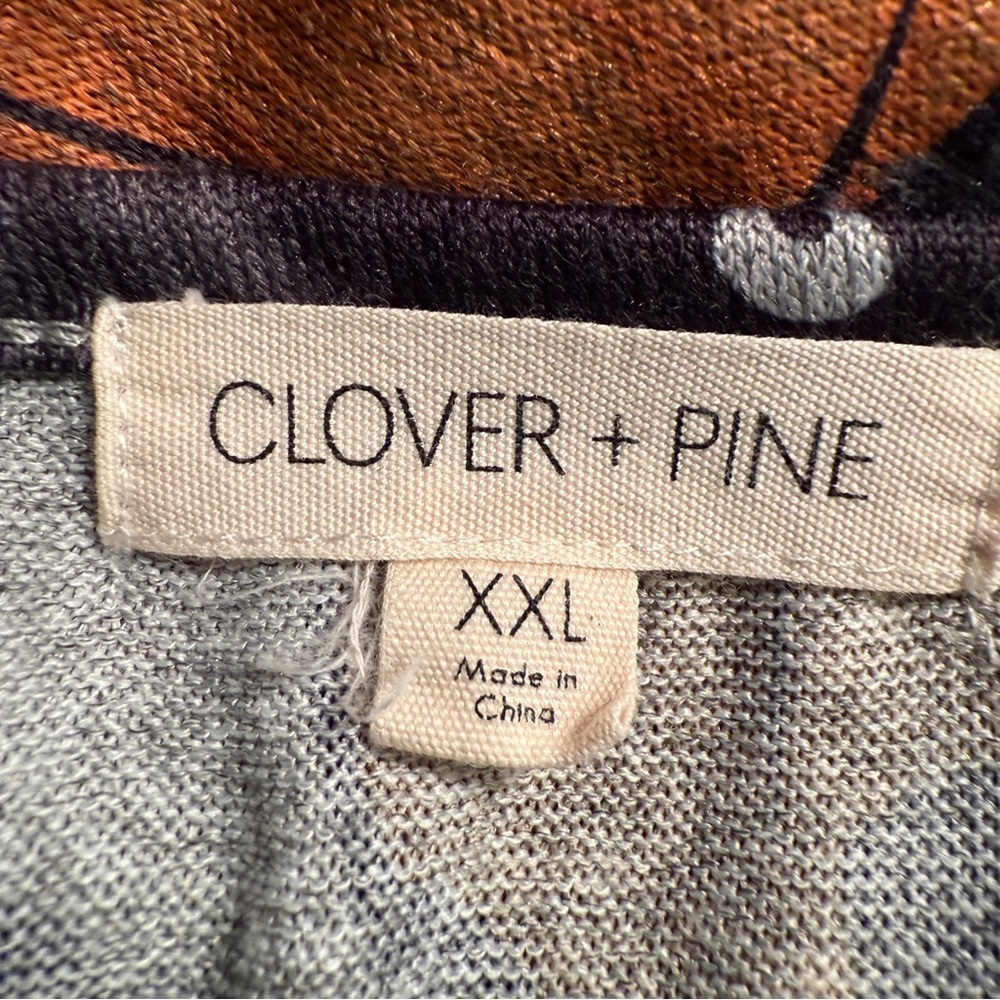 CLOVER + PINE
XXL
Made in
China